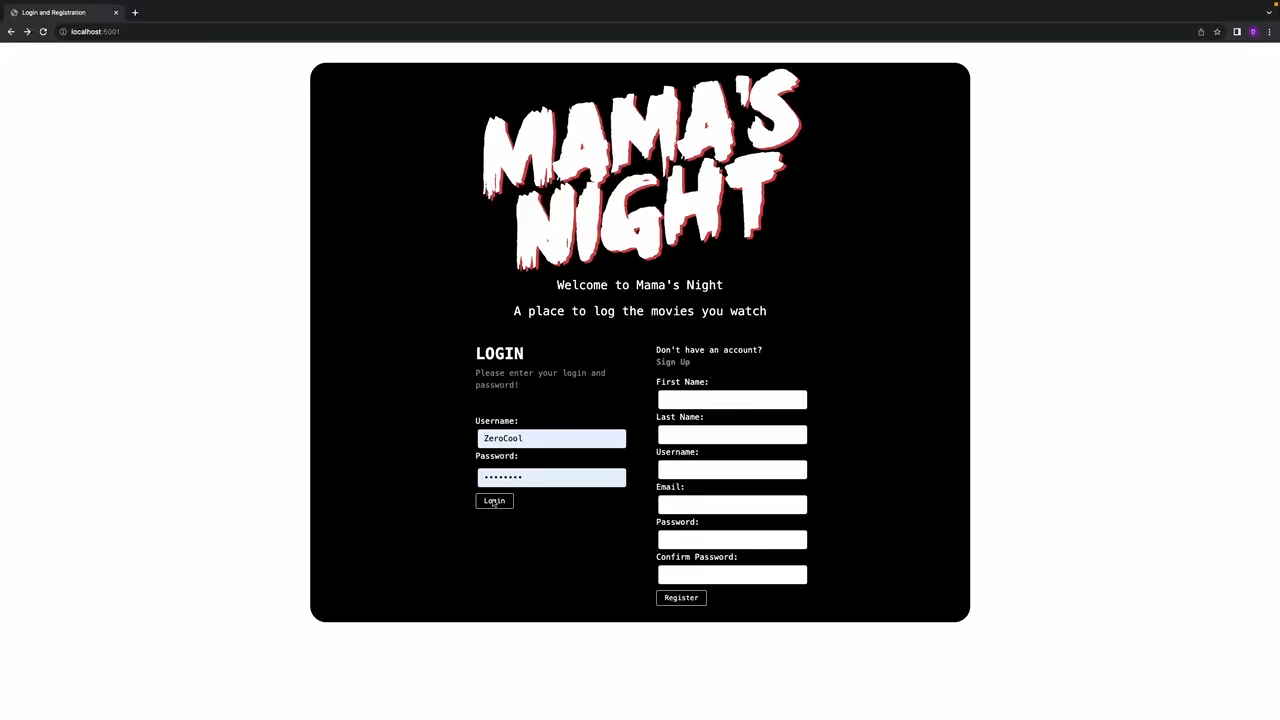 Login and Registration
localhost:5001
D
MAMA'S
NIGHT
Welcome to Mama's Night
A place to log the movies you watch
LOGIN
Please enter your login and
password!
Username:
ZeroCool
Password:
••••••••
Login
Don't have an account?
Sign Up
First Name:
Last Name:
Username:
Email:
Password:
Confirm Password:
Register